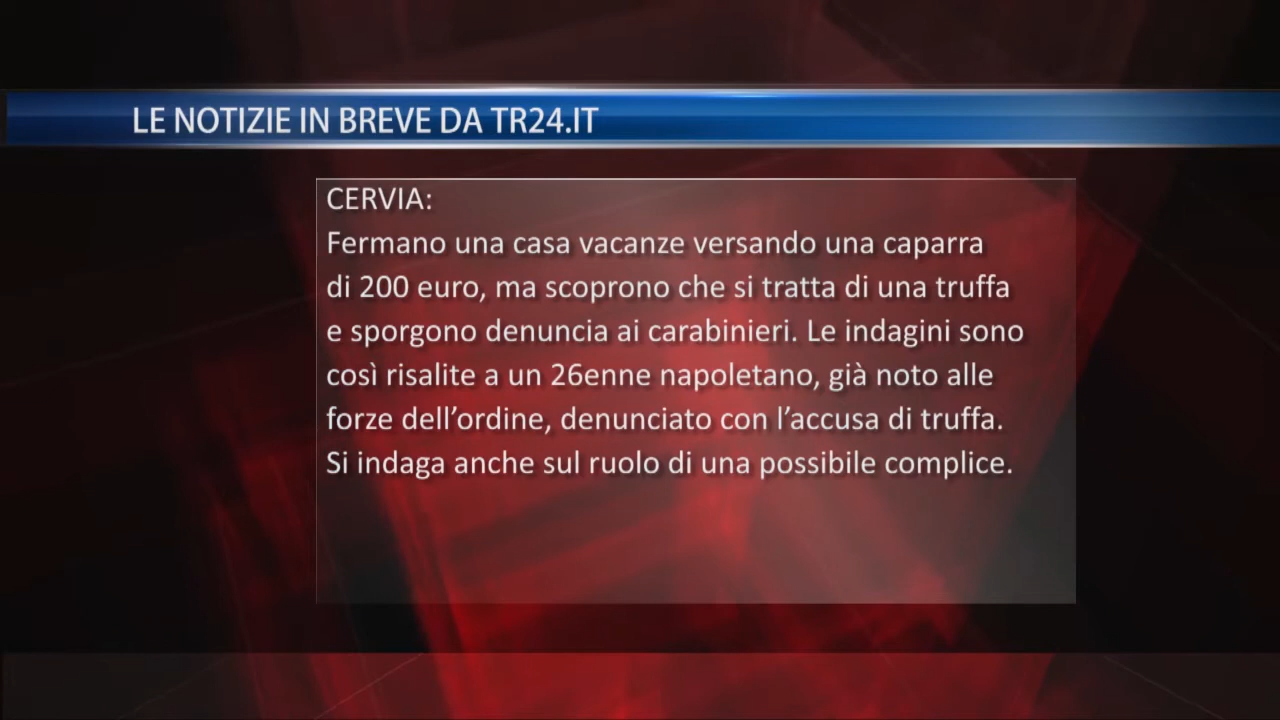 LE NOTIZIE IN BREVE DA TR24.IT
CERVIA:
Fermano una casa vacanze versando una caparra
di 200 euro, ma scoprono che si tratta di una truffa
e sporgono denuncia ai carabinieri. Le indagini sono
così risalite a un 26enne napoletano, già noto alle
forze dell’ordine, denunciato con l’accusa di truffa.
Si indaga anche sul ruolo di una possibile complice.